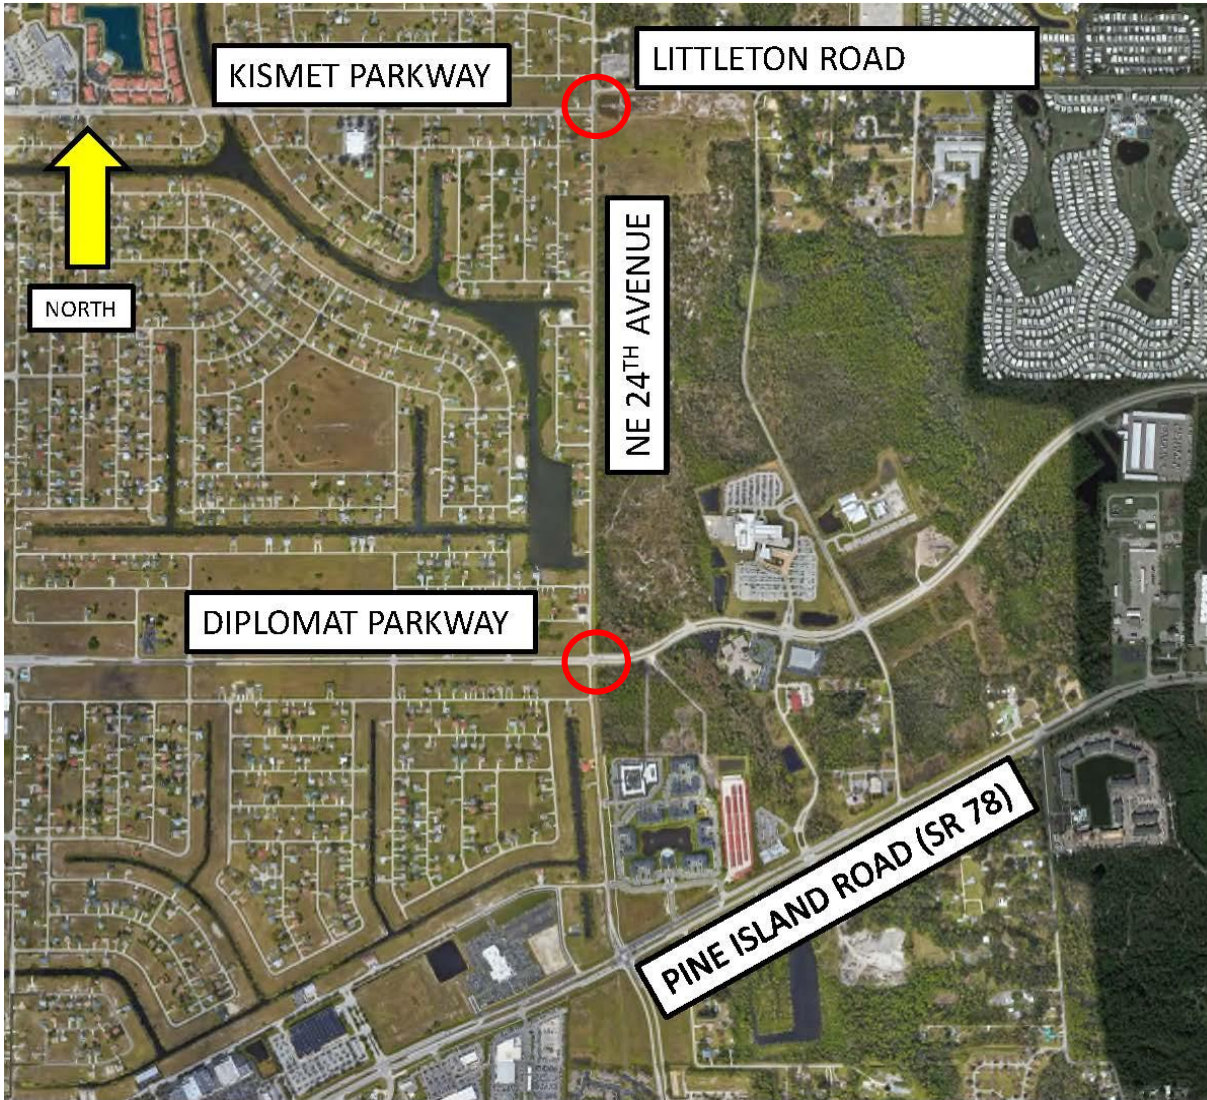 KISMET PARKWAY
LITTLETON ROAD
NORTH
NE 24TH AVENUE
DIPLOMAT PARKWAY
PINE ISLAND ROAD (SR 78)